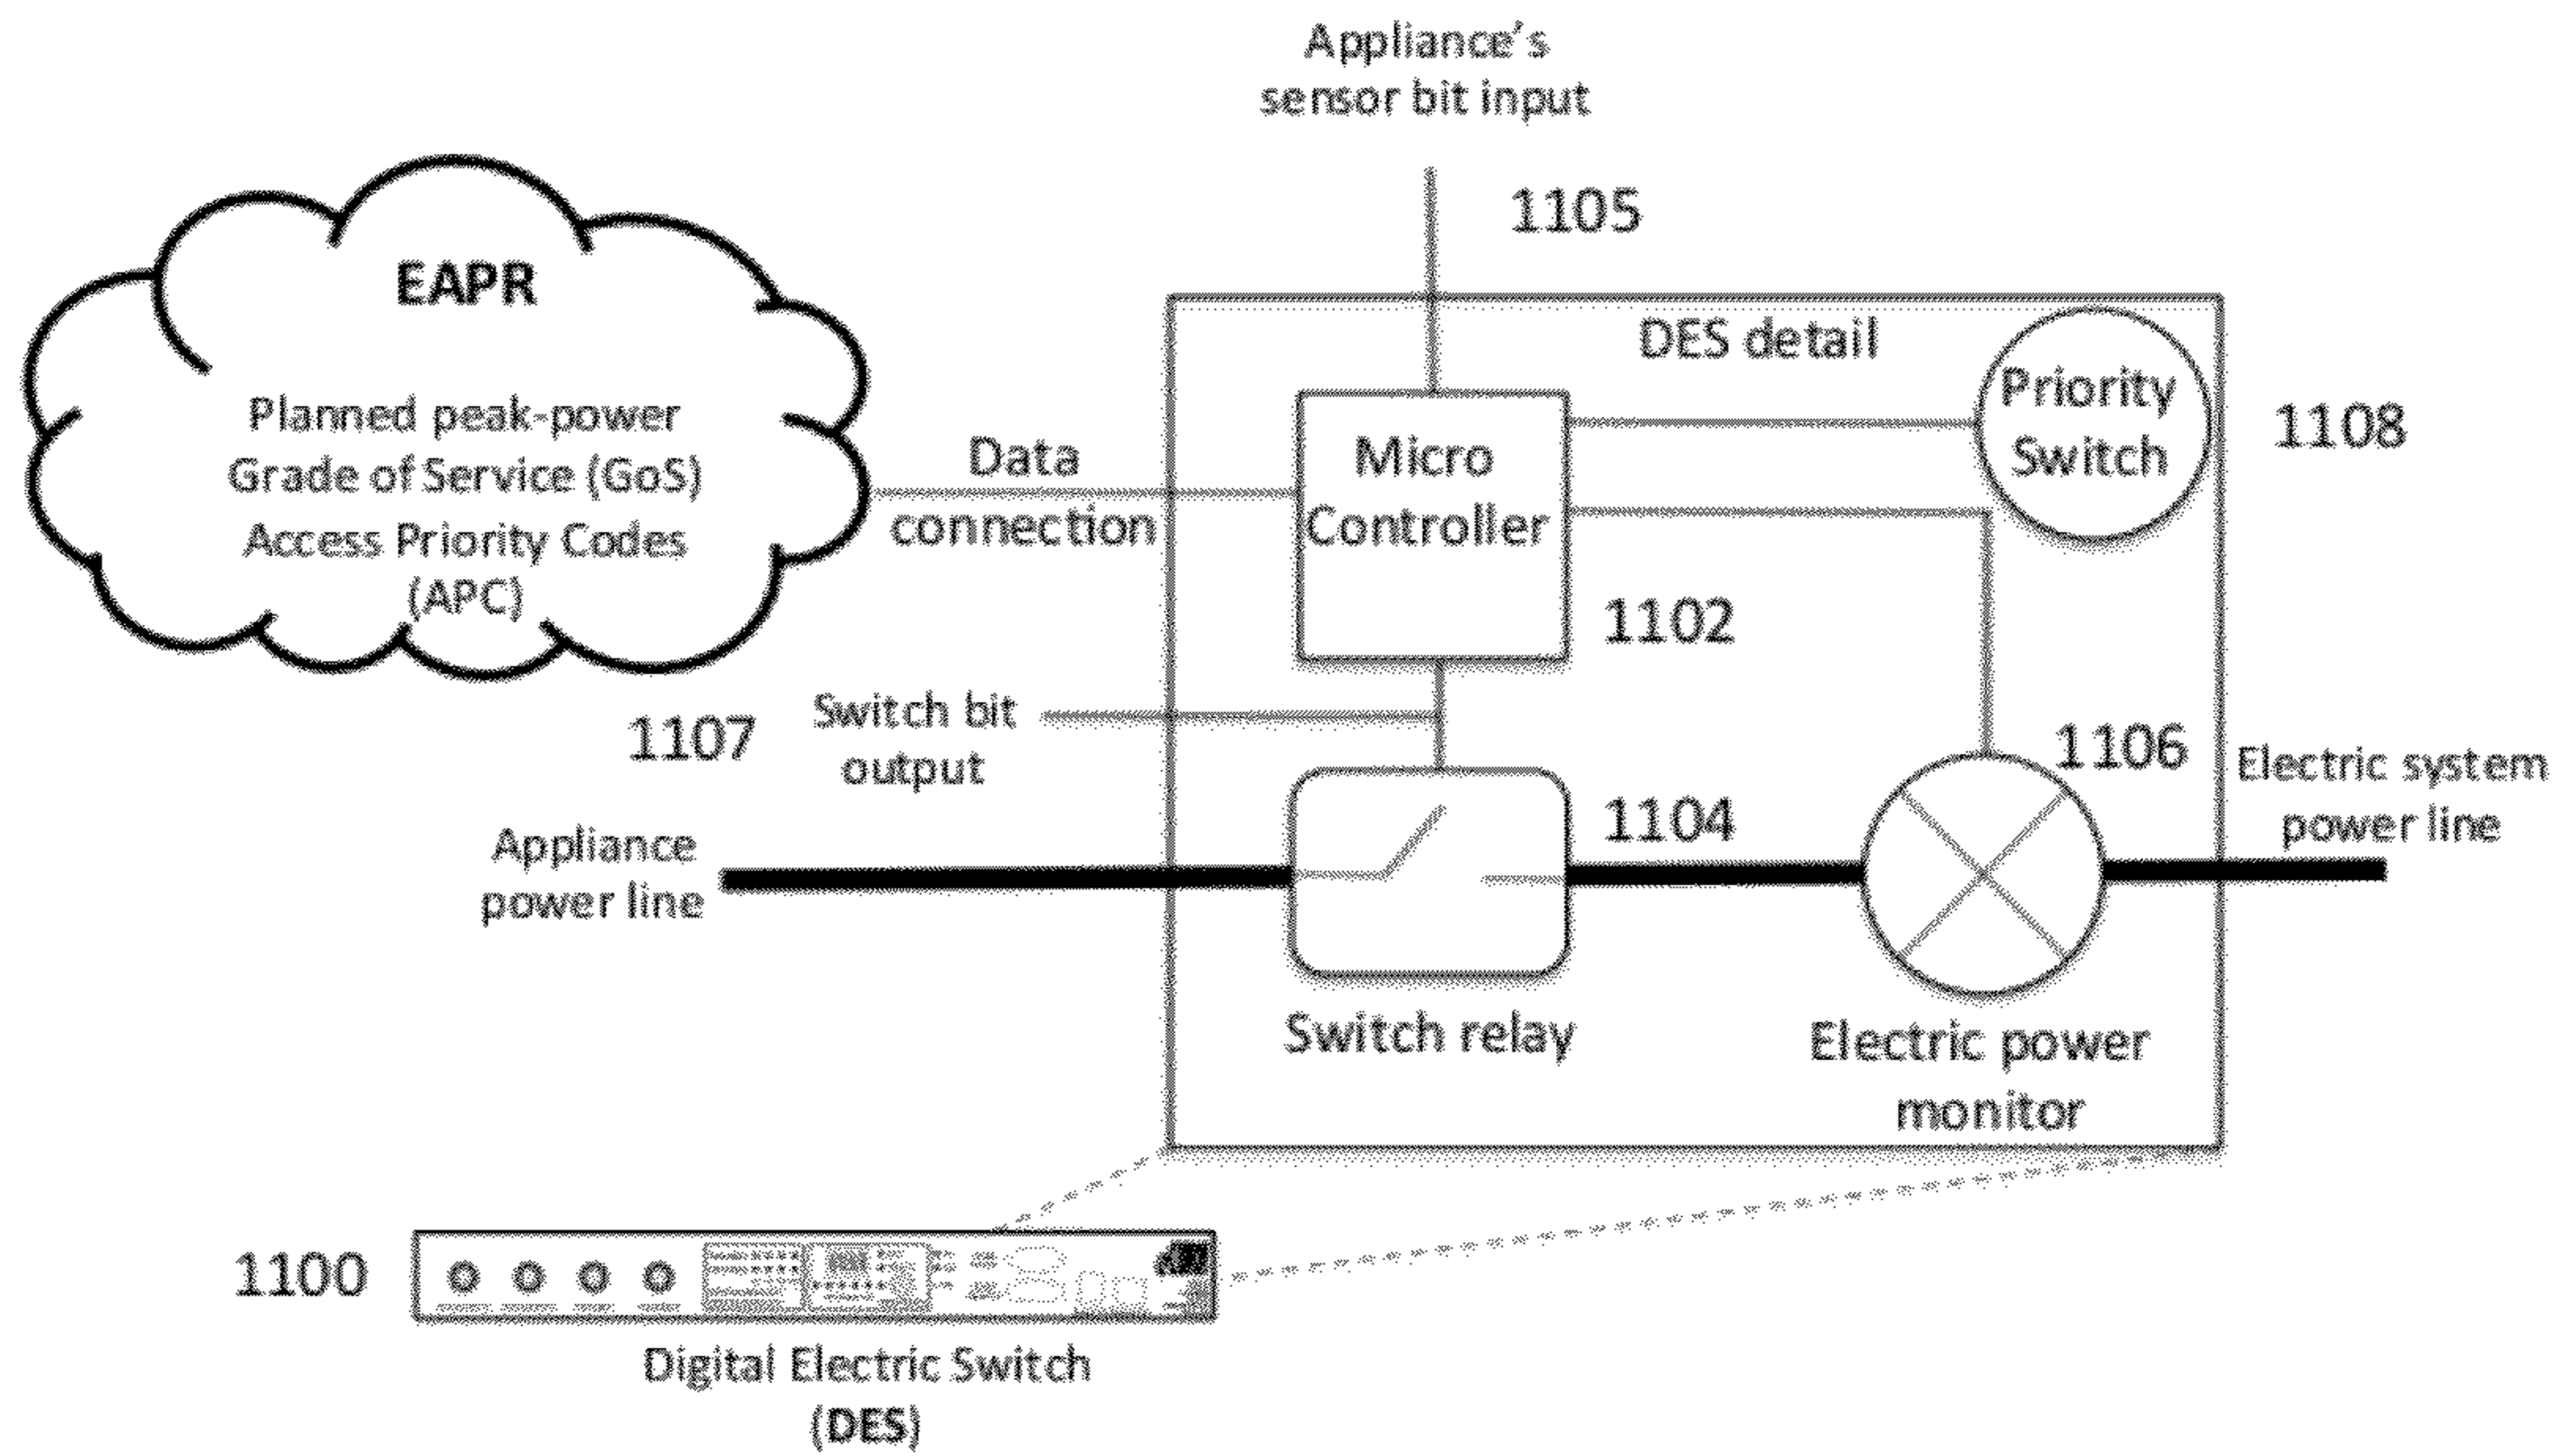 Appliance's
sensor bit input
1105
EAPR
Planned peak-power
Grade of Service (GoS)
Access Priority Codes
(APC)
Data
connection
DES detail
Priority
Switch
1108
Micro
Controller
1102
1107
Switch bit
output
1106
Electric system
power line
1104
Appliance
power line
Switch relay
Electric power
monitor
1100
Digital Electric Switch
(DES)